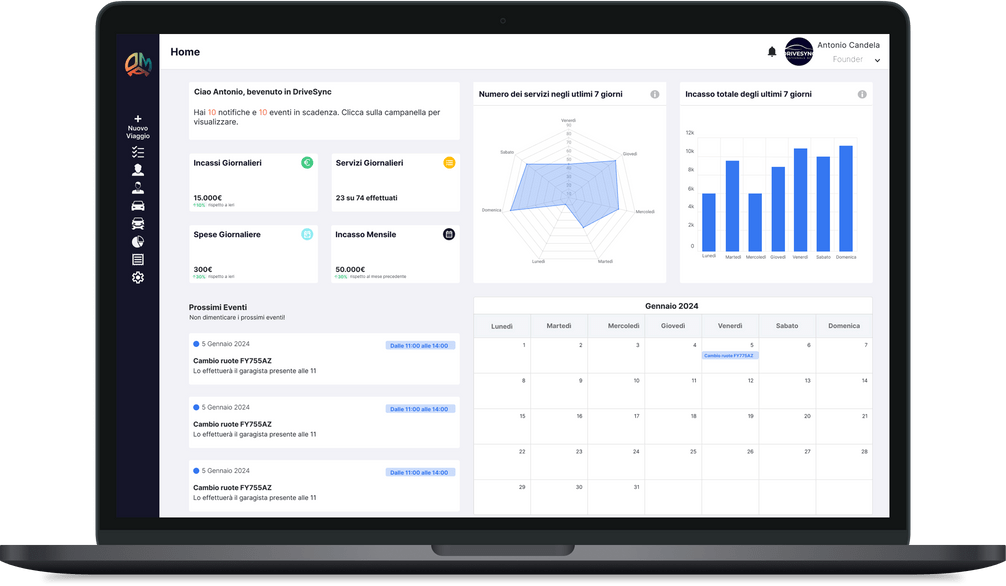 Home
DRIVESYNC
Antonio Candela
Founder
Nuovo
Viaggio
Ciao Antonio, bevenuto in DriveSync
Hai 10 notifiche e 10 eventi in scadenza. Clicca sulla campanella per
visualizzare.
Incassi Giornalieri
15.000€
+10% rispetto a ieri
Servizi Giornalieri
23 su 74 effettuati
Spese Giornaliere
300€
+30% rispetto a ieri
Incasso Mensile
50.000€
+30% rispetto al mese precedente
Numero dei servizi negli utlimi 7 giorni
Venerdì
90
80
70
60
50
40
30
20
10
Sabato
Giovedì
Domenica
Mercoledì
Lunedì
Martedì
Incasso totale degli ultimi 7 giorni
12k
10k
8k
6k
4k
2k
0
Lunedì Martedì Mercoledì Giovedì Venerdì Sabato Domenica
Prossimi Eventi
Non dimenticare i prossimi eventi!
5 Gennaio 2024 Dalle 11:00 alle 14:00
Cambio ruote FY755AZ
Lo effettuerà il garagista presente alle 11
5 Gennaio 2024 Dalle 11:00 alle 14:00
Cambio ruote FY755AZ
Lo effettuerà il garagista presente alle 11
5 Gennaio 2024 Dalle 11:00 alle 14:00
Cambio ruote FY755AZ
Lo effettuerà il garagista presente alle 11
Gennaio 2024
Lunedì Martedì Mercoledì Giovedì Venerdì Sabato Domenica
1 2 3 4 5 6 7
Cambio ruote FY775AZ
8 9 10 11 12 13 14
15 16 17 18 19 20 21
22 23 24 25 26 27 28
29 30 31